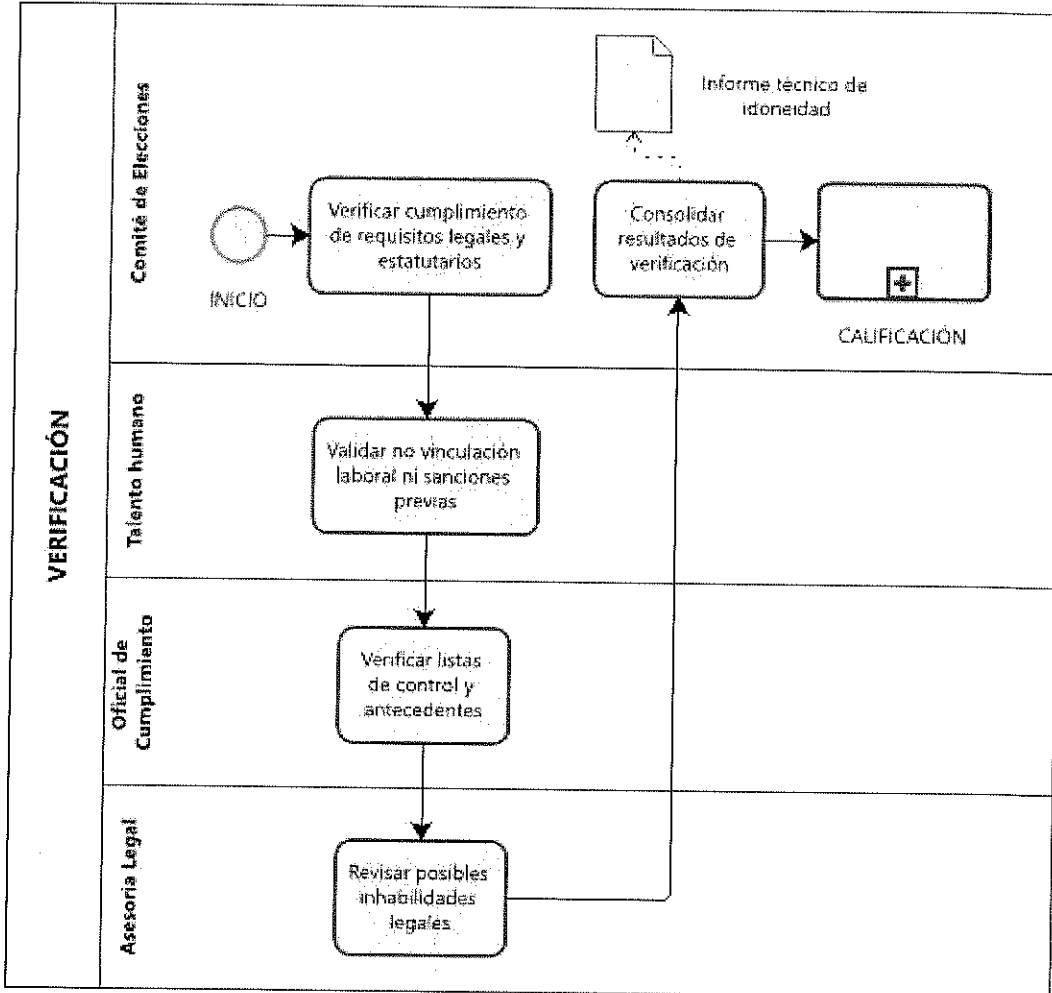 VERIFICACIÓN
Comité de Elecciones
INICIO
Verificar cumplimiento
de requisitos legales y
estatutarios
Informe técnico de
idoneidad
Consolidar
resultados de
verificación
CALIFICACIÓN
Talento humano
Validar no vinculación
laboral ni sanciones
previas
Oficial de
Cumplimiento
Verificar listas
de control y
antecedentes
Asesoría Legal
Revisar posibles
inhabilidades
legales